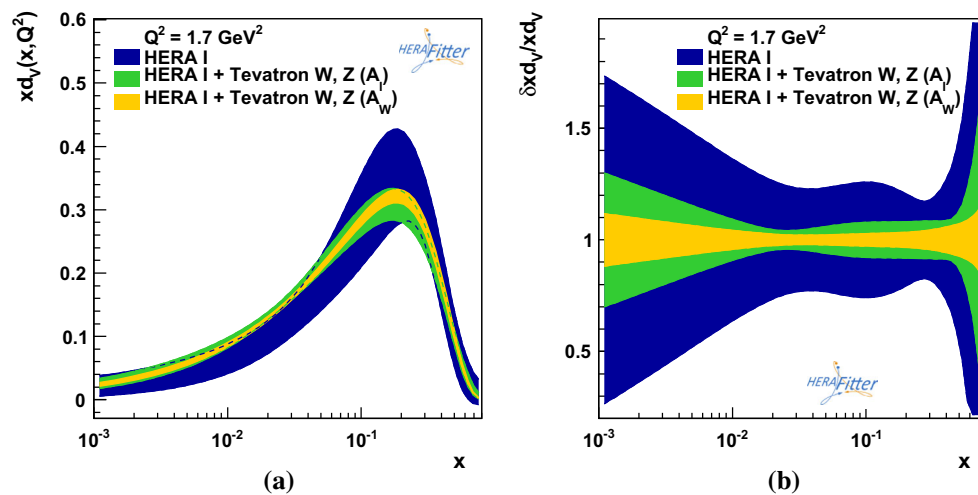 xd_V(x,Q²)
0.6
0.5
0.4
0.3
0.2
0.1
0
Q² = 1.7 GeV²
HERA I
HERA I + Tevatron W, Z (A_l)
HERA I + Tevatron W, Z (A_W)
HERAFitter
10⁻³
10⁻²
10⁻¹
x
(a)
δxd_V/xd_V
1.5
1
0.5
Q² = 1.7 GeV²
HERA I
HERA I + Tevatron W, Z (A_l)
HERA I + Tevatron W, Z (A_W)
HERAFitter
10⁻³
10⁻²
10⁻¹
x
(b)